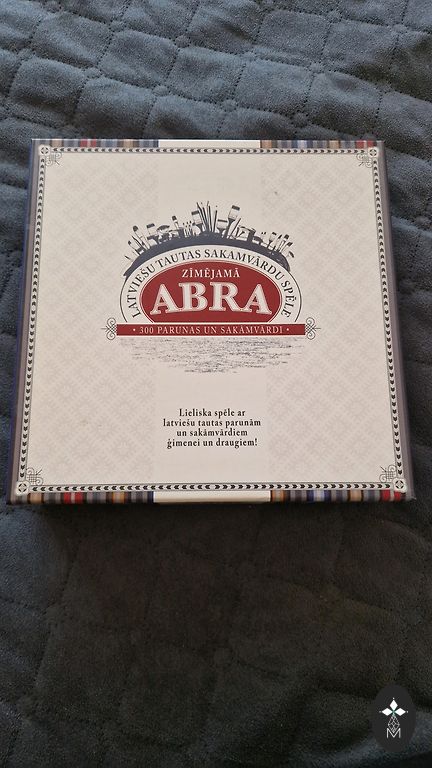 LATVIEŠU TAUTAS SAKAMVĀRDU SPĒLE
ZĪMĒJAMĀ
ABRA
• 300 PARUNAS UN SAKĀMVĀRDI •
Lieliska spēle ar
latviešu tautas parunām
un sakāmvārdiem
ģimenei un draugiem!
M